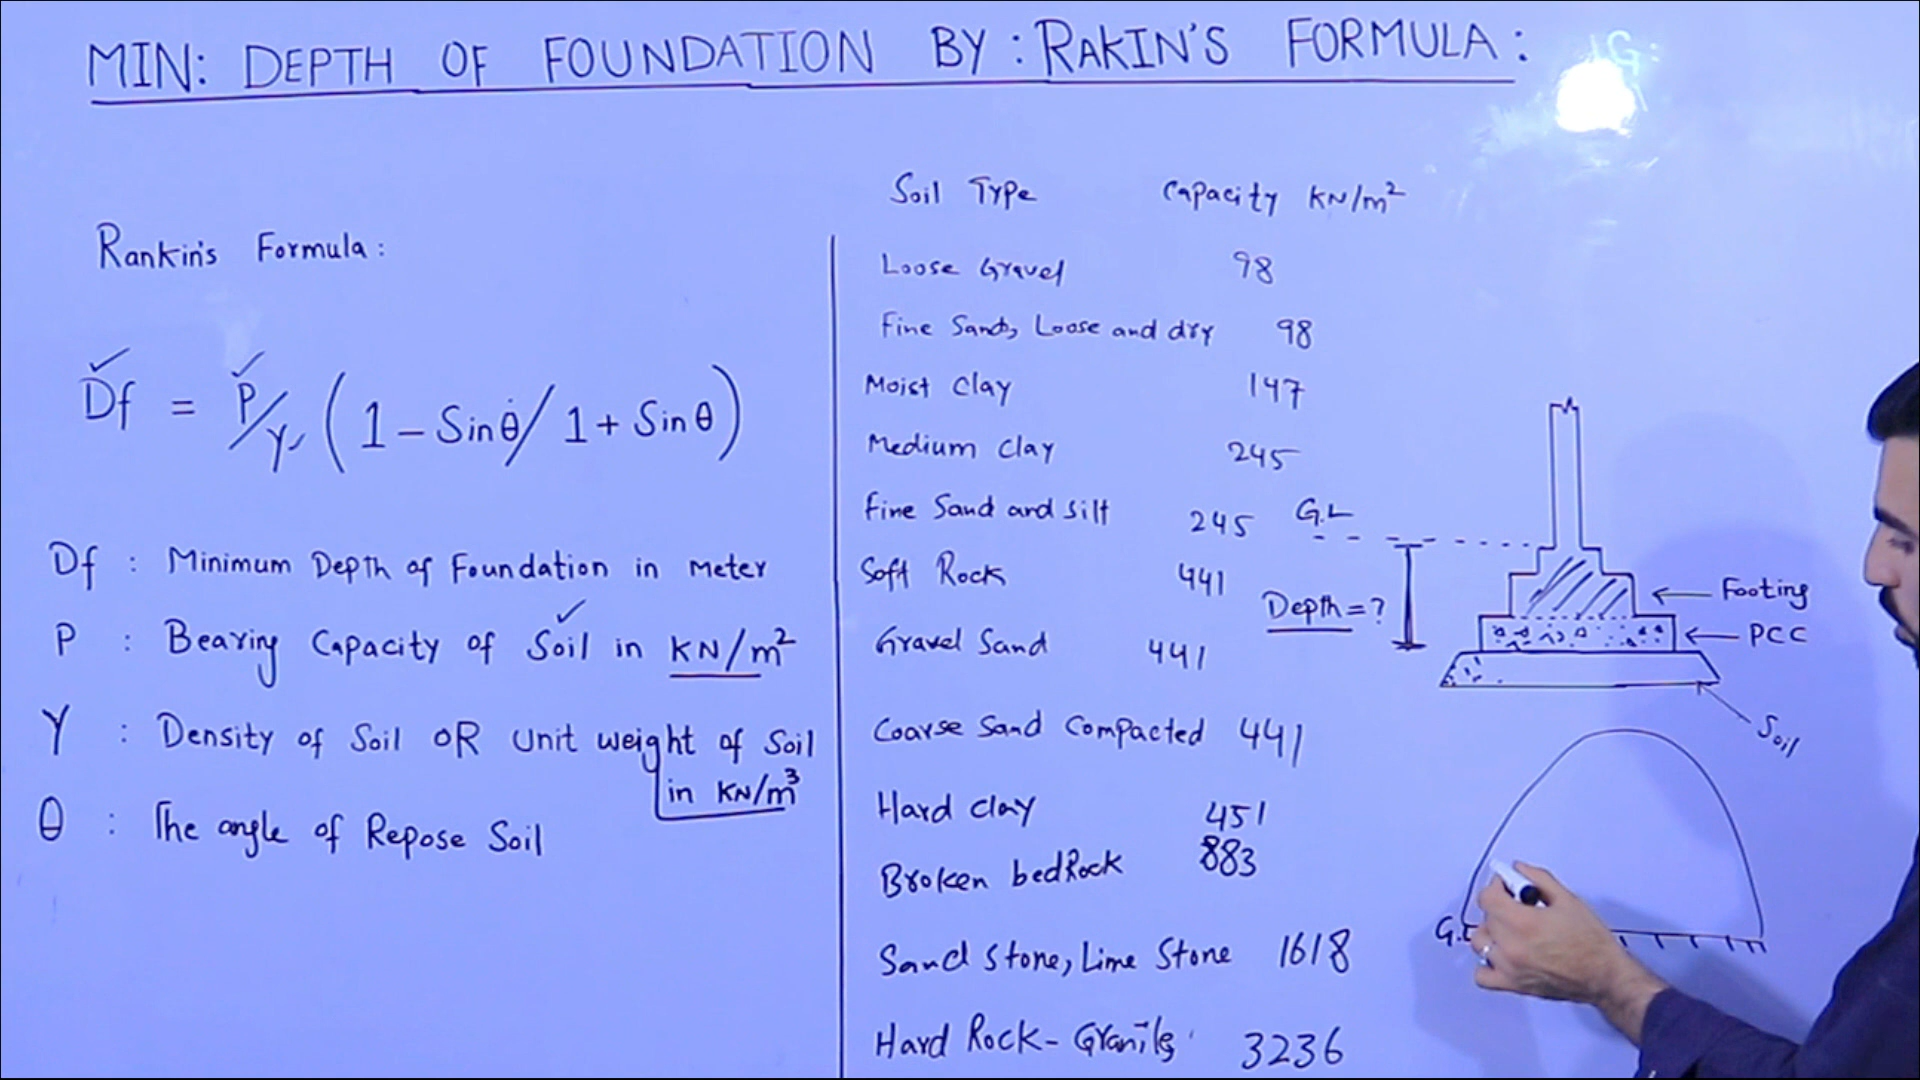 MIN: DEPTH OF FOUNDATION BY: RAKIN'S FORMULA:
Rankin's Formula:
Df = P/γ (1 - Sinθ/1 + Sinθ)
Df : Minimum Depth of Foundation in Meter
P : Bearing Capacity of Soil in KN/m²
γ : Density of Soil OR Unit weight of Soil
in KN/m³
θ : The angle of Repose Soil
Soil Type Capacity KN/m²
Loose Gravel 98
Fine Sand, Loose and dry 98
Moist Clay 147
Medium Clay 245
Fine Sand and silt 245
Soft Rock 441
Gravel Sand 441
Coarse Sand Compacted 441
Hard Clay 451
Broken bedRock 883
Sand Stone, Lime Stone 1618
Hard Rock- 3236
G.L
Depth = ?
Footing
PCC
Soil